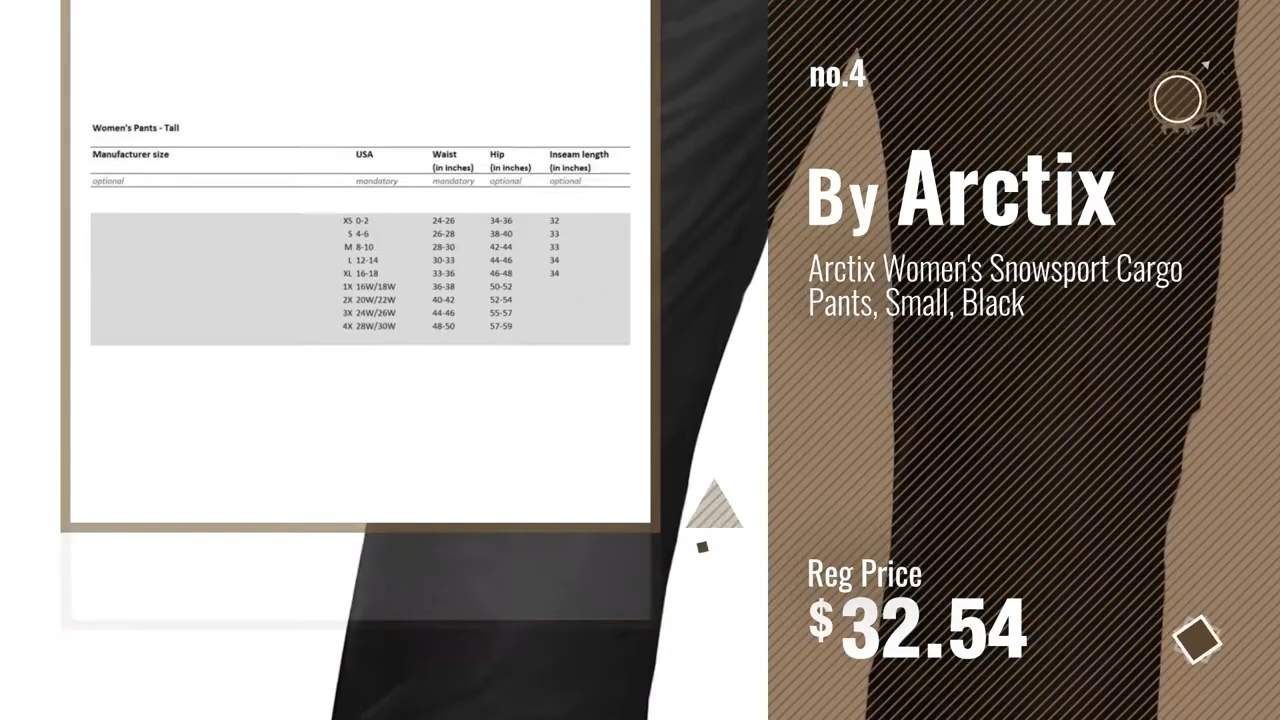 Women's Pants - Tall
Manufacturer size USA Waist Hip Inseam length
(in inches) (in inches) (in inches)
optional mandatory mandatory optional optional
XS 0-2 24-26 34-36 32
S 4-6 26-28 38-40 33
M 8-10 28-30 42-44 33
L 12-14 30-33 44-46 34
XL 16-18 33-36 46-48 34
1X 16W/18W 36-38 50-52
2X 20W/22W 40-42 52-54
3X 24W/26W 44-46 55-57
4X 28W/30W 48-50 57-59
no.4
By Arctix
Arctix Women's Snowsport Cargo
Pants, Small, Black
Reg Price
$32.54